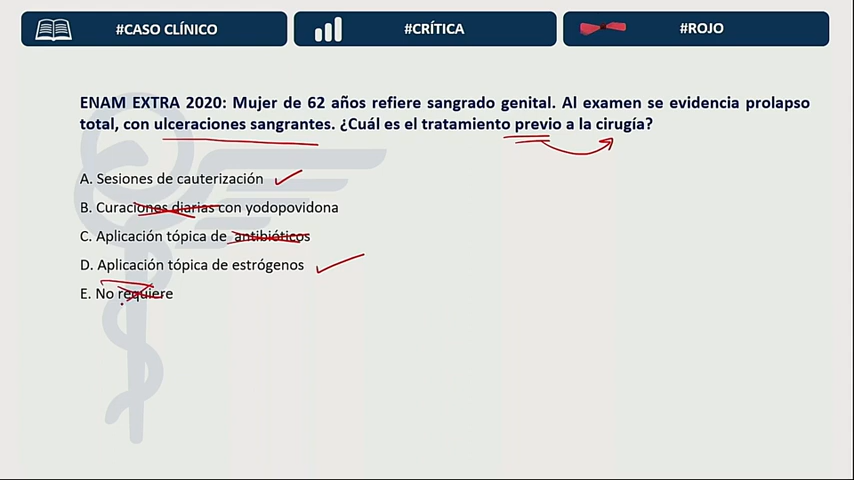 #CASO CLÍNICO
#CRÍTICA
#ROJO
ENAM EXTRA 2020: Mujer de 62 años refiere sangrado genital. Al examen se evidencia prolapso
total, con ulceraciones sangrantes. ¿Cuál es el tratamiento previo a la cirugía?
A. Sesiones de cauterización
B. Curaciones diarias con yodopovidona
C. Aplicación tópica de antibióticos
D. Aplicación tópica de estrógenos
E. No requiere